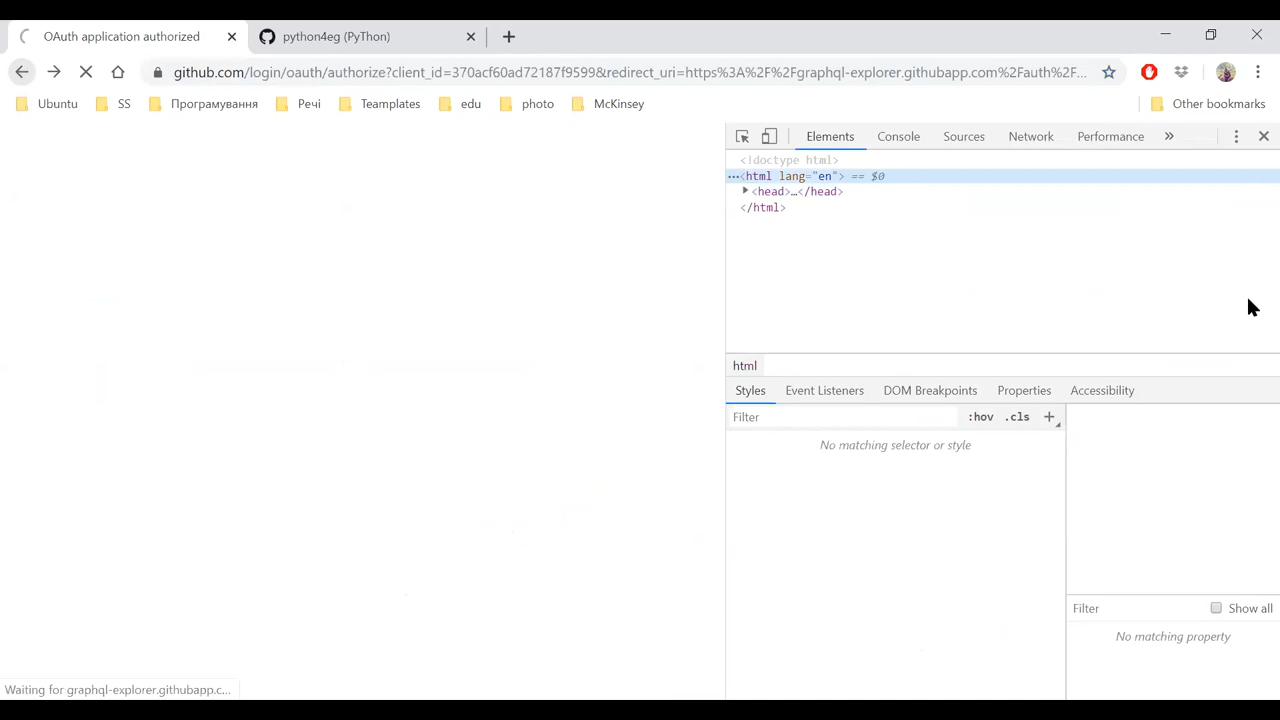 OAuth application authorized
python4eg (PyThon)
github.com/login/oauth/authorize?client_id=370acf60ad72187f9599&redirect_uri=https%3A%2F%2Fgraphql-explorer.githubapp.com%2Fauth%2F...
Ubuntu SS Програмування Речі Teamplates edu photo McKinsey Other bookmarks
Elements Console Sources Network Performance »
<!doctype html>
...<html lang="en"> == $0
<head>…</head>
</html>
html
Styles Event Listeners DOM Breakpoints Properties Accessibility
Filter :hov .cls +
No matching selector or style
Filter Show all
No matching property
Waiting for graphql-explorer.githubapp.c...